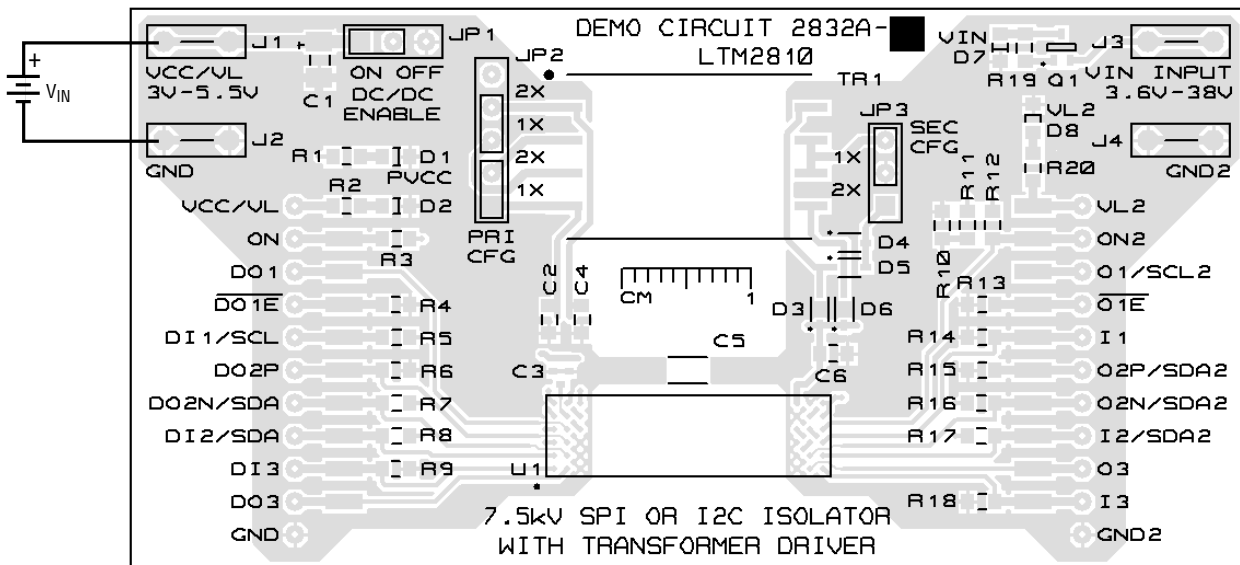 DEMO CIRCUIT 2832A-
LTM2810
+
VIN
J1
VCC/VL
3V-5.5V
J2
GND
C1
JP1
ON OFF
DC/DC
ENABLE
JP2
2X
1X
2X
1X
PRI
CFG
TR1
JP3
SEC
CFG
1X
2X
VIN
D7
R19
Q1
J3
VIN INPUT
3.6V-38V
VL2
D8
R20
J4
GND2
R1
D1
PVCC
R2
D2
R3
VCC/VL
ON
DO1
DO1E
DI1/SCL
DO2P
DO2N/SDA
DI2/SDA
DI3
DO3
GND
R4
R5
R6
R7
R8
R9
C2
C4
C3
CM
1
C5
D4
D5
D3
D6
C6
U1
R11
R12
R10
R13
R14
R15
R16
R17
R18
VL2
ON2
O1/SCL2
O1E
I1
O2P/SDA2
O2N/SDA2
I2/SDA2
O3
I3
GND2
7.5kV SPI OR I2C ISOLATOR
WITH TRANSFORMER DRIVER